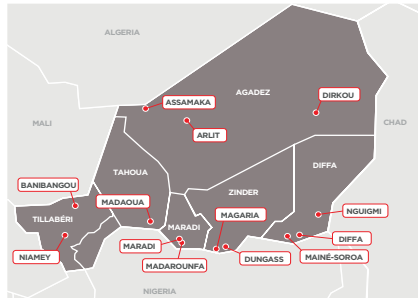 ALGERIA
AGADEZ
ASSAMAKA
DIRKOU
ARLIT
MALI
CHAD
TAHOUA
DIFFA
BANIBANGOU
ZINDER
MADAOUA
MAGARIA
NGUIGMI
TILLABÉRI
MARADI
MARADI
DIFFA
NIAMEY
DUNGASS
MAINÉ-SOROA
MADAROUNFA
NIGERIA